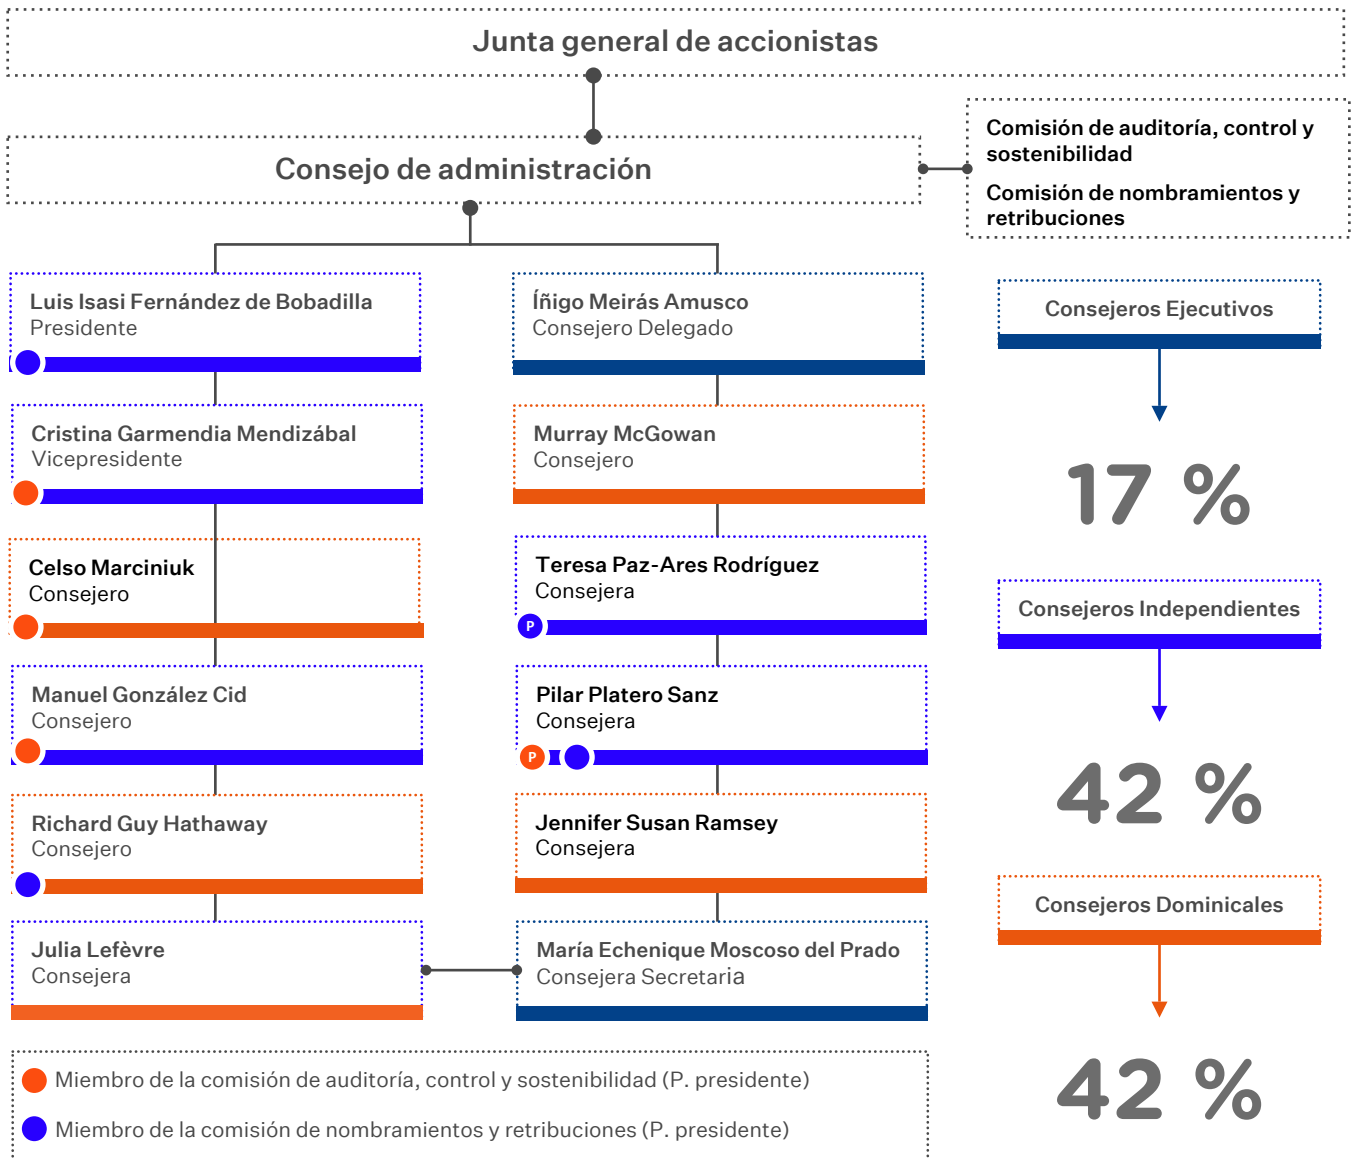 Junta general de accionistas
Consejo de administración
Comisión de auditoría, control y
sostenibilidad
Comisión de nombramientos y
retribuciones
Luis Isasi Fernández de Bobadilla
Presidente
Íñigo Meirás Amusco
Consejero Delegado
Cristina Garmendia Mendizábal
Vicepresidente
Murray McGowan
Consejero
Celso Marciniuk
Consejero
Teresa Paz-Ares Rodríguez
Consejera
P
Manuel González Cid
Consejero
Pilar Platero Sanz
Consejera
P
Richard Guy Hathaway
Consejero
Jennifer Susan Ramsey
Consejera
Julia Lefèvre
Consejera
María Echenique Moscoso del Prado
Consejera Secretaria
Consejeros Ejecutivos
17 %
Consejeros Independientes
42 %
Consejeros Dominicales
42 %
Miembro de la comisión de auditoría, control y sostenibilidad (P. presidente)
Miembro de la comisión de nombramientos y retribuciones (P. presidente)